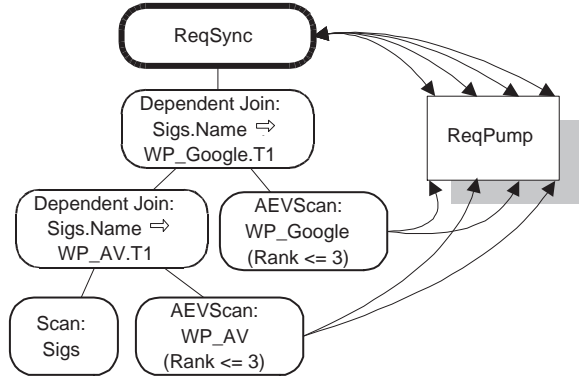 ReqSync
Dependent Join:
Sigs.Name ⇨
WP_Google.T1
ReqPump
Dependent Join:
Sigs.Name ⇨
WP_AV.T1
AEVScan:
WP_Google
(Rank <= 3)
Scan:
Sigs
AEVScan:
WP_AV
(Rank <= 3)